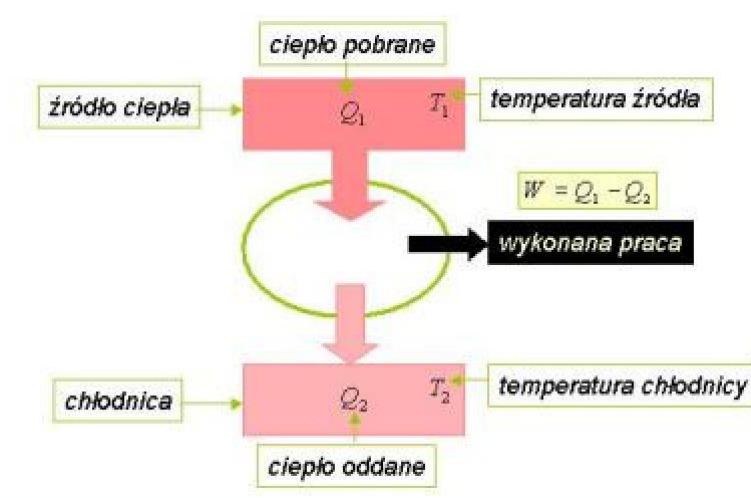 ciepło pobrane
źródło ciepła
Q₁
T₁
temperatura źródła
W = Q₁ − Q₂
wykonana praca
chłodnica
Q₂
T₂
temperatura chłodnicy
ciepło oddane